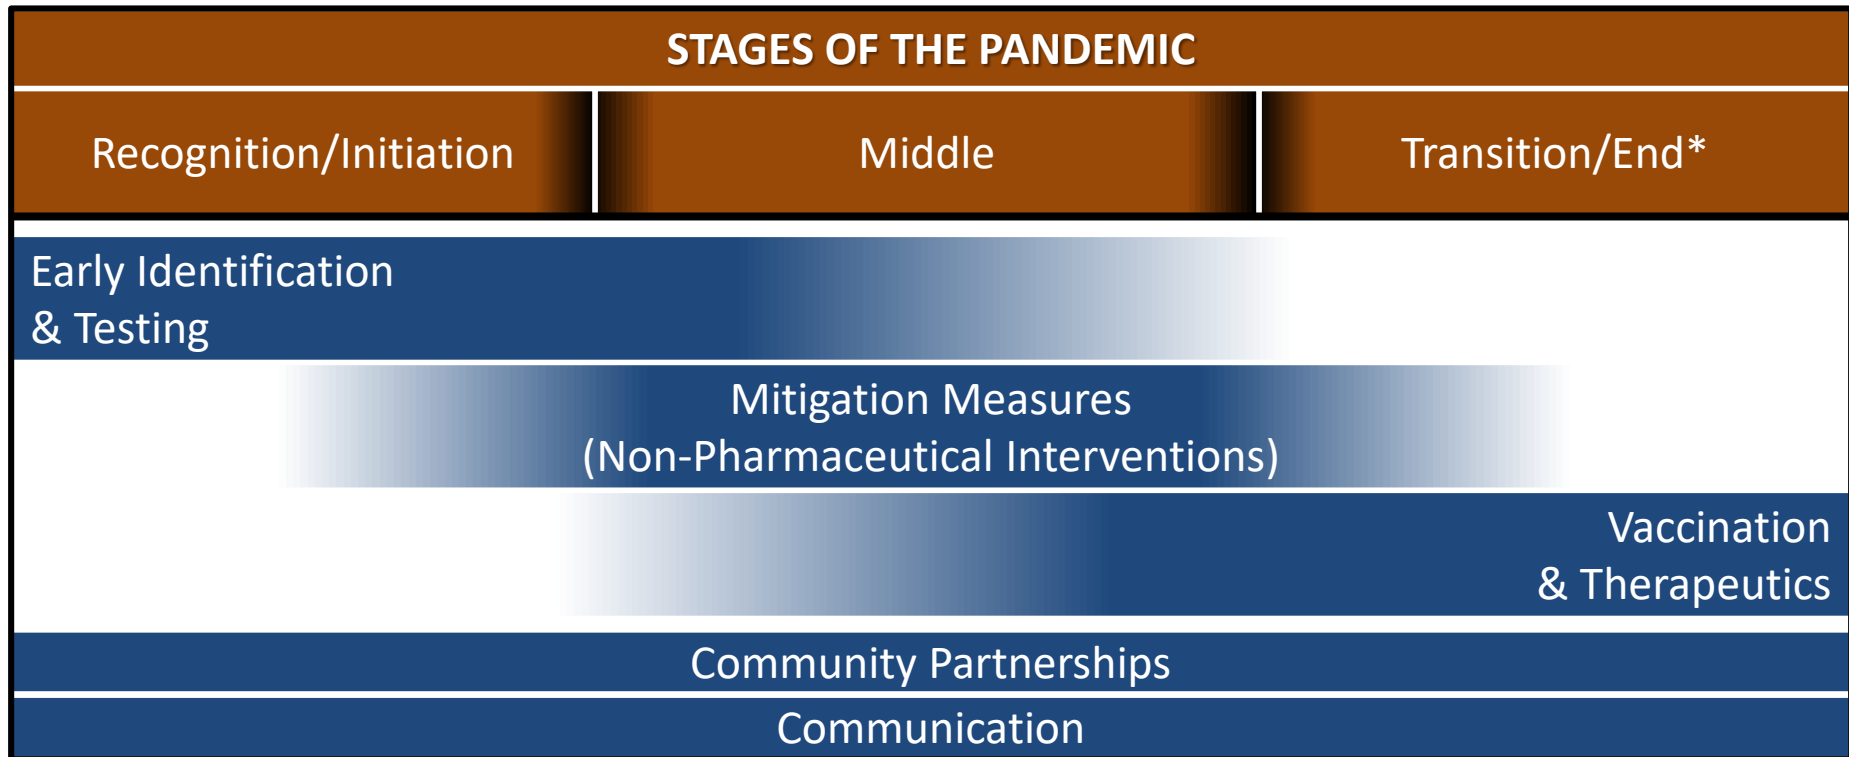 STAGES OF THE PANDEMIC
Recognition/Initiation
Middle
Transition/End*
Early Identification
& Testing
Mitigation Measures
(Non-Pharmaceutical Interventions)
Vaccination
& Therapeutics
Community Partnerships
Communication